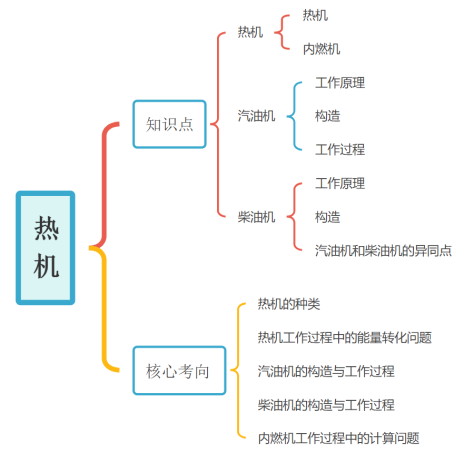 热机
知识点
热机
热机
内燃机
汽油机
工作原理
构造
工作过程
柴油机
工作原理
构造
汽油机和柴油机的异同点
核心考向
热机的种类
热机工作过程中的能量转化问题
汽油机的构造与工作过程
柴油机的构造与工作过程
内燃机工作过程中的计算问题